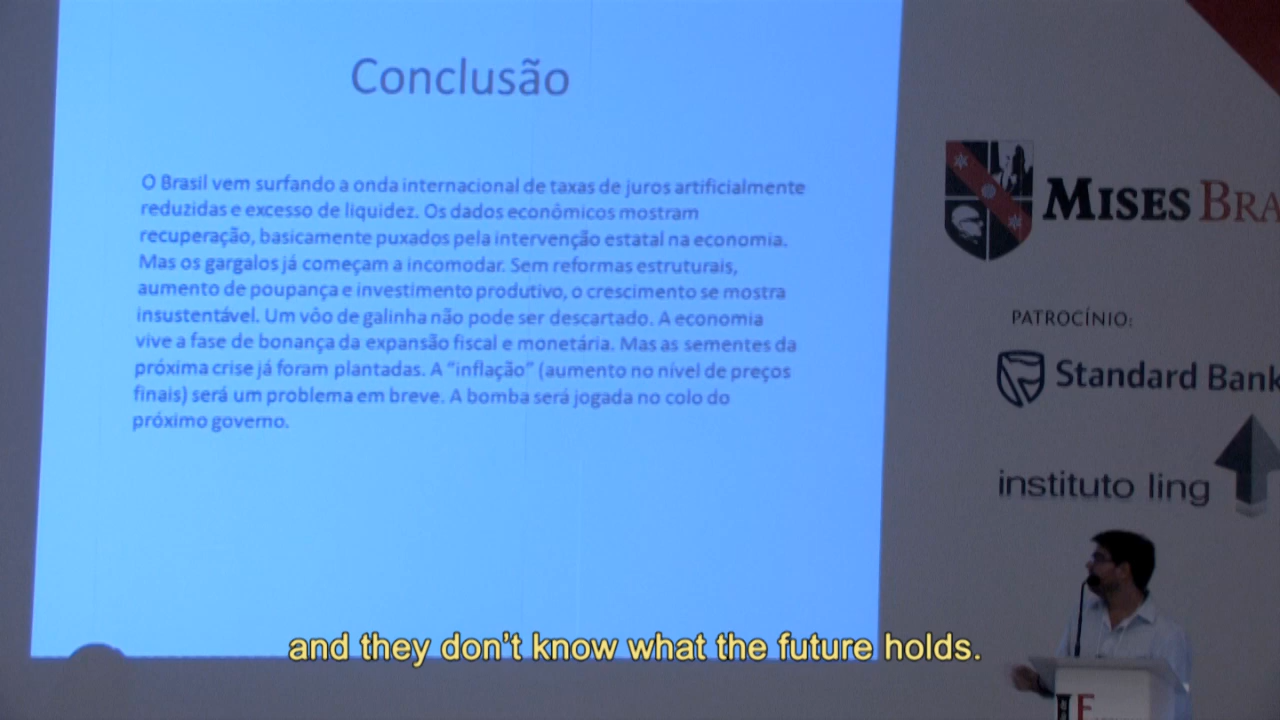 Conclusão
O Brasil vem surfando a onda internacional de taxas de juros artificialmente
reduzidas e excesso de liquidez. Os dados econômicos mostram
recuperação, basicamente puxados pela intervenção estatal na economia.
Mas os gargalos já começam a incomodar. Sem reformas estruturais,
aumento de poupança e investimento produtivo, o crescimento se mostra
insustentável. Um vôo de galinha não pode ser descartado. A economia
vive a fase de bonança da expansão fiscal e monetária. Mas as sementes da
próxima crise já foram plantadas. A “inflação” (aumento no nível de preços
finais) será um problema em breve. A bomba será jogada no colo do
próximo governo.
MISES BRA
PATROCÍNIO:
Standard Bank
instituto ling
and they don't know what the future holds.